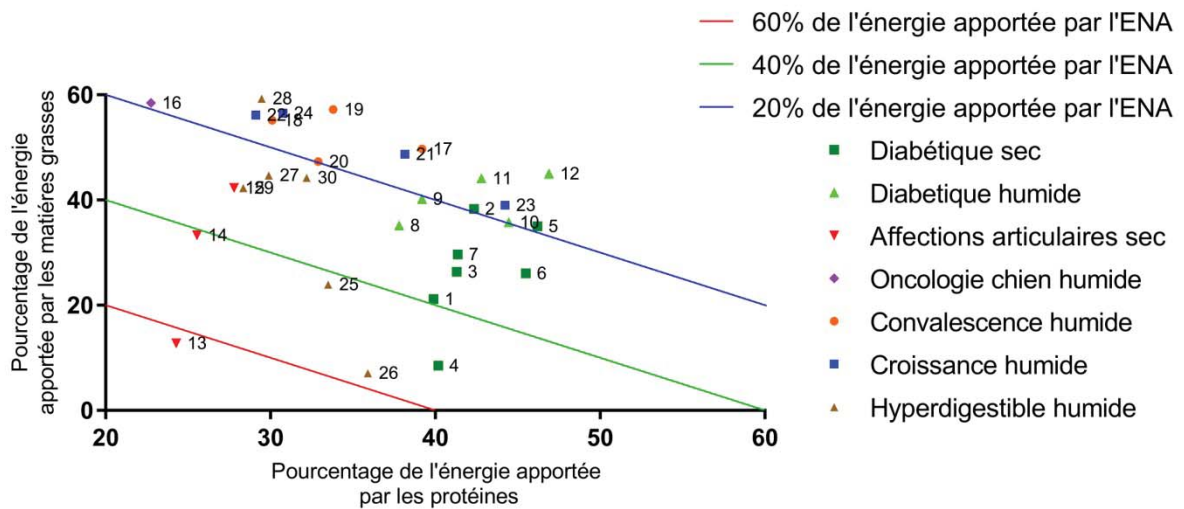 60% de l'énergie apportée par l'ENA
40% de l'énergie apportée par l'ENA
20% de l'énergie apportée par l'ENA
Diabétique sec
Diabetique humide
Affections articulaires sec
Oncologie chien humide
Convalescence humide
Croissance humide
Hyperdigestible humide
Pourcentage de l'énergie
apportée par les matiéres grasses
60
40
20
0
16
28
22
24
18
19
17
21
20
27
30
29
12
11
9
2
23
10
5
8
14
7
3
6
25
1
13
26
4
20
30
40
50
60
Pourcentage de l'énergie apportée
par les protéines